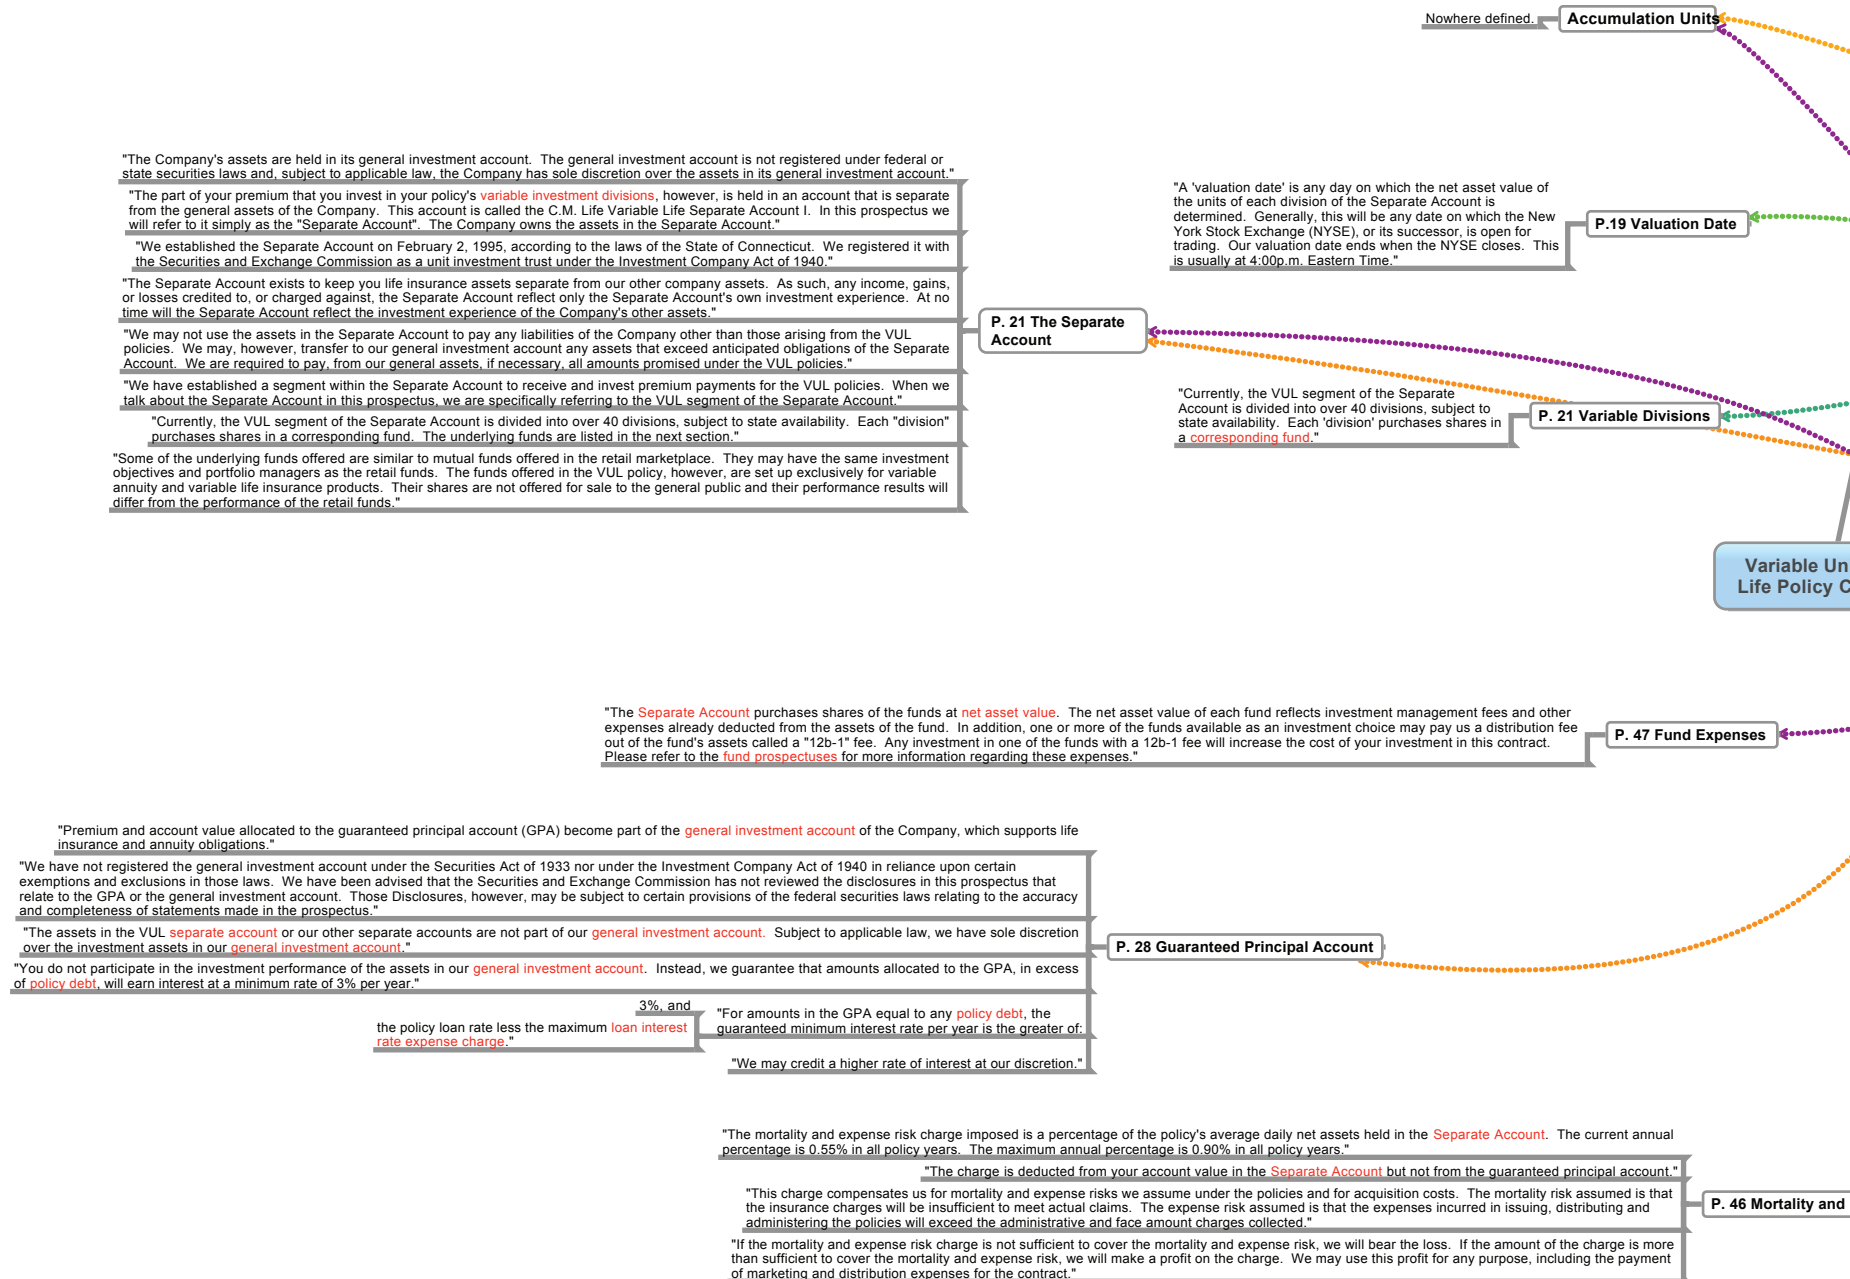 Nowhere defined.
Accumulation Units
"The Company's assets are held in its general investment account.  The general investment account is not registered under federal or
state securities laws and, subject to applicable law, the Company has sole discretion over the assets in its general investment account."
"The part of your premium that you invest in your policy's variable investment divisions, however, is held in an account that is separate
from the general assets of the Company.  This account is called the C.M. Life Variable Life Separate Account I.  In this prospectus we
will refer to it simply as the "Separate Account".  The Company owns the assets in the Separate Account."
"We established the Separate Account on February 2, 1995, according to the laws of the State of Connecticut.  We registered it with
the Securities and Exchange Commission as a unit investment trust under the Investment Company Act of 1940."
"The Separate Account exists to keep you life insurance assets separate from our other company assets.  As such, any income, gains,
or losses credited to, or charged against, the Separate Account reflect only the Separate Account's own investment experience.  At no
time will the Separate Account reflect the investment experience of the Company's other assets."
"We may not use the assets in the Separate Account to pay any liabilities of the Company other than those arising from the VUL
policies.  We may, however, transfer to our general investment account any assets that exceed anticipated obligations of the Separate
Account.  We are required to pay, from our general assets, if necessary, all amounts promised under the VUL policies."
"We have established a segment within the Separate Account to receive and invest premium payments for the VUL policies.  When we
talk about the Separate Account in this prospectus, we are specifically referring to the VUL segment of the Separate Account."
"Currently, the VUL segment of the Separate Account is divided into over 40 divisions, subject to state availability.  Each "division"
purchases shares in a corresponding fund.  The underlying funds are listed in the next section."
"Some of the underlying funds offered are similar to mutual funds offered in the retail marketplace.  They may have the same investment
objectives and portfolio managers as the retail funds.  The funds offered in the VUL policy, however, are set up exclusively for variable
annuity and variable life insurance products.  Their shares are not offered for sale to the general public and their performance results will
differ from the performance of the retail funds."
P. 21 The Separate
Account
"A 'valuation date' is any day on which the net asset value of
the units of each division of the Separate Account is
determined.  Generally, this will be any date on which the New
York Stock Exchange (NYSE), or its successor, is open for
trading.  Our valuation date ends when the NYSE closes.  This
is usually at 4:00p.m. Eastern Time."
P.19 Valuation Date
"Currently, the VUL segment of the Separate
Account is divided into over 40 divisions, subject to
state availability.  Each 'division' purchases shares in
a corresponding fund."
P. 21 Variable Divisions
Variable Un
Life Policy C
"The Separate Account purchases shares of the funds at net asset value.  The net asset value of each fund reflects investment management fees and other
expenses already deducted from the assets of the fund.  In addition, one or more of the funds available as an investment choice may pay us a distribution fee
out of the fund's assets called a "12b-1" fee.  Any investment in one of the funds with a 12b-1 fee will increase the cost of your investment in this contract.
Please refer to the fund prospectuses for more information regarding these expenses."
P. 47 Fund Expenses
"Premium and account value allocated to the guaranteed principal account (GPA) become part of the general investment account of the Company, which supports life
insurance and annuity obligations."
"We have not registered the general investment account under the Securities Act of 1933 nor under the Investment Company Act of 1940 in reliance upon certain
exemptions and exclusions in those laws.  We have been advised that the Securities and Exchange Commission has not reviewed the disclosures in this prospectus that
relate to the GPA or the general investment account.  Those Disclosures, however, may be subject to certain provisions of the federal securities laws relating to the accuracy
and completeness of statements made in the prospectus."
"The assets in the VUL separate account or our other separate accounts are not part of our general investment account.  Subject to applicable law, we have sole discretion
over the investment assets in our general investment account."
"You do not participate in the investment performance of the assets in our general investment account.  Instead, we guarantee that amounts allocated to the GPA, in excess
of policy debt, will earn interest at a minimum rate of 3% per year."
"For amounts in the GPA equal to any policy debt, the
guaranteed minimum interest rate per year is the greater of:
3%, and
the policy loan rate less the maximum loan interest
rate expense charge."
"We may credit a higher rate of interest at our discretion."
P. 28 Guaranteed Principal Account
"The mortality and expense risk charge imposed is a percentage of the policy's average daily net assets held in the Separate Account.  The current annual
percentage is 0.55% in all policy years.  The maximum annual percentage is 0.90% in all policy years."
"The charge is deducted from your account value in the Separate Account but not from the guaranteed principal account."
"This charge compensates us for mortality and expense risks we assume under the policies and for acquisition costs.  The mortality risk assumed is that
the insurance charges will be insufficient to meet actual claims.  The expense risk assumed is that the expenses incurred in issuing, distributing and
administering the policies will exceed the administrative and face amount charges collected."
"If the mortality and expense risk charge is not sufficient to cover the mortality and expense risk, we will bear the loss.  If the amount of the charge is more
than sufficient to cover the mortality and expense risk, we will make a profit on the charge.  We may use this profit for any purpose, including the payment
of marketing and distribution expenses for the contract."
P. 46 Mortality and